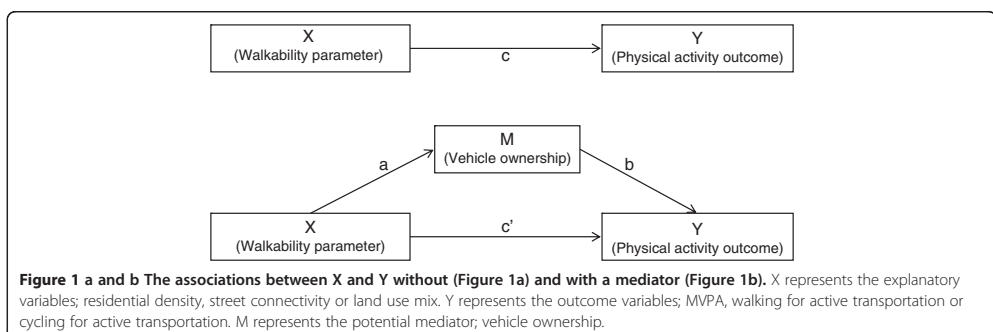 X
(Walkability parameter)
c
Y
(Physical activity outcome)
M
(Vehicle ownership)
a
b
X
(Walkability parameter)
c'
Y
(Physical activity outcome)
Figure 1 a and b The associations between X and Y without (Figure 1a) and with a mediator (Figure 1b). X represents the explanatory
variables; residential density, street connectivity or land use mix. Y represents the outcome variables; MVPA, walking for active transportation or
cycling for active transportation. M represents the potential mediator; vehicle ownership.